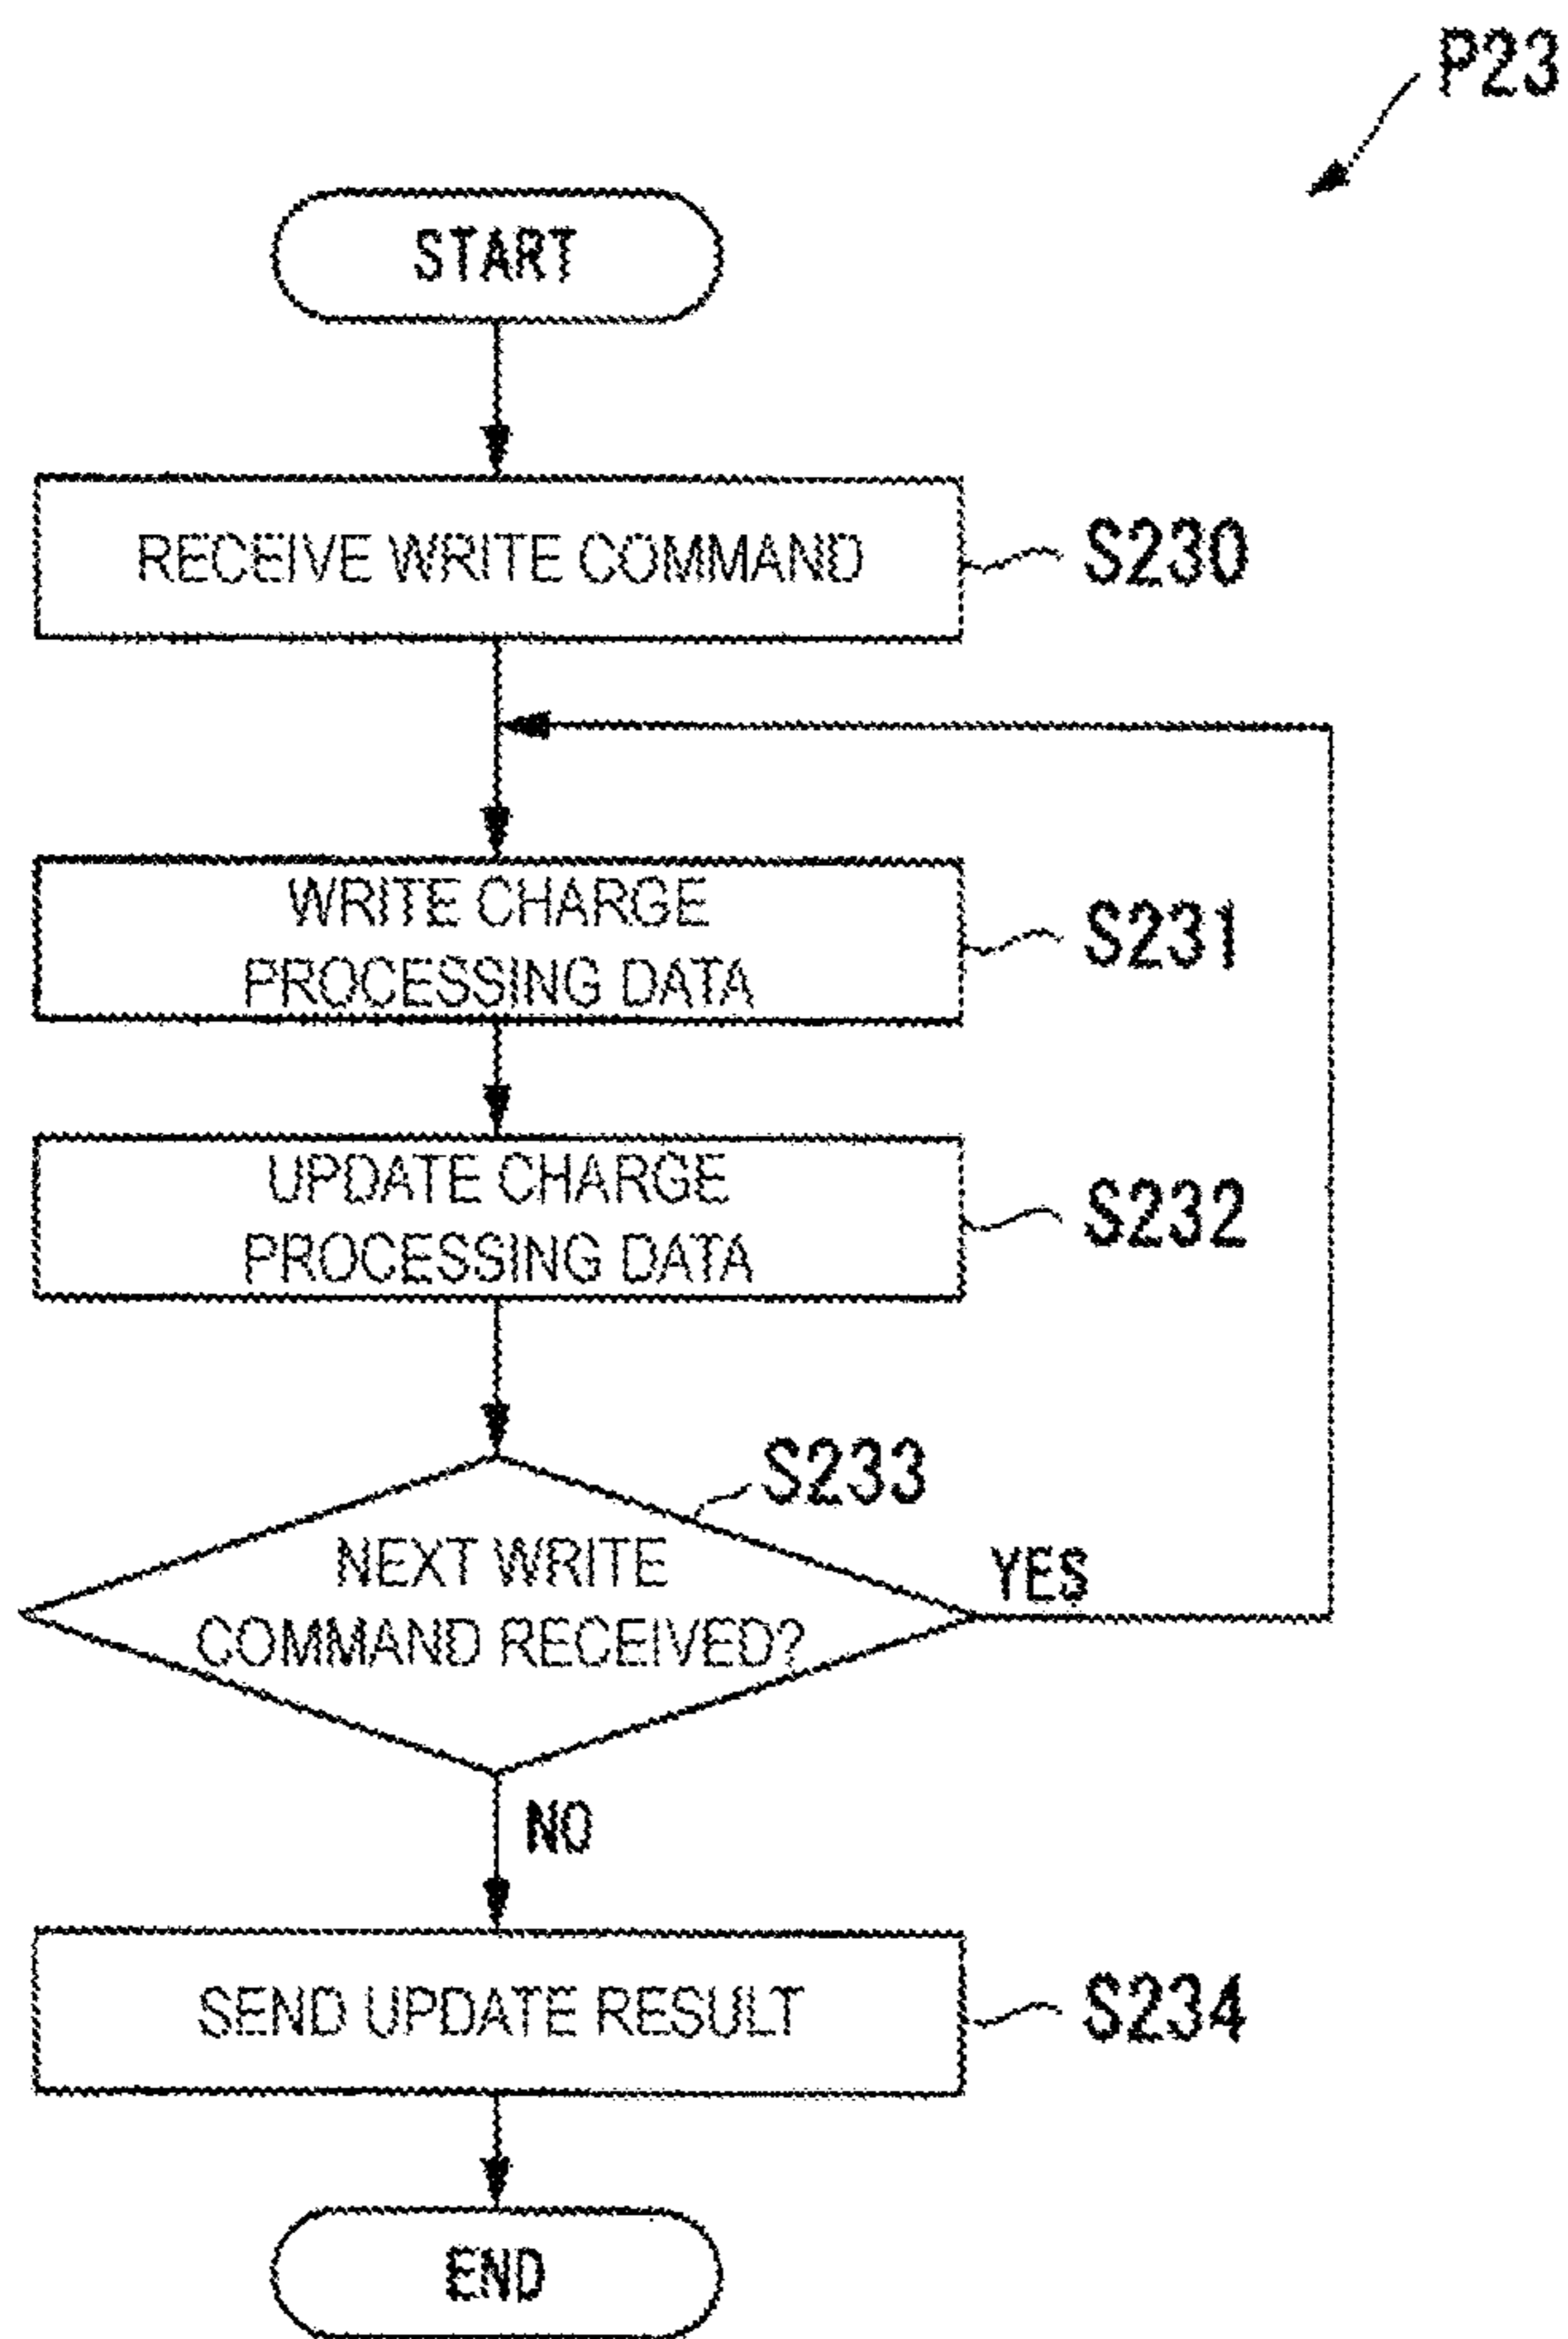 P23
START
RECEIVE WRITE COMMAND
S230
WRITE CHARGE
PROCESSING DATA
S231
UPDATE CHARGE
PROCESSING DATA
S232
S233
NEXT WRITE
COMMAND RECEIVED?
YES
NO
SEND UPDATE RESULT
S234
END